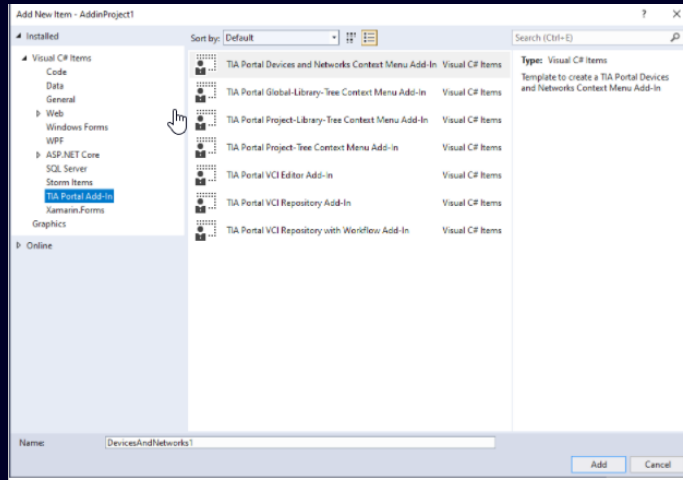 Add New Item - AddinProject1
? X
Installed
Sort by: Default
Search (Ctrl+E)
Visual C# Items
Code
Data
General
Web
Windows Forms
WPF
ASP.NET Core
SQL Server
Storm Items
TIA Portal Add-In
Xamarin.Forms
Graphics
Online
TIA Portal Devices and Networks Context Menu Add-In Visual C# Items
TIA Portal Global-Library-Tree Context Menu Add-In Visual C# Items
TIA Portal Project-Library-Tree Context Menu Add-In Visual C# Items
TIA Portal Project-Tree Context Menu Add-In Visual C# Items
TIA Portal VCI Editor Add-in Visual C# Items
TIA Portal VCI Repository Add-In Visual C# Items
TIA Portal VCI Repository with Workflow Add-In Visual C# Items
Type: Visual C# Items
Template to create a TIA Portal Devices
and Networks Context Menu Add-In
Name: DevicesAndNetworks1
Add Cancel